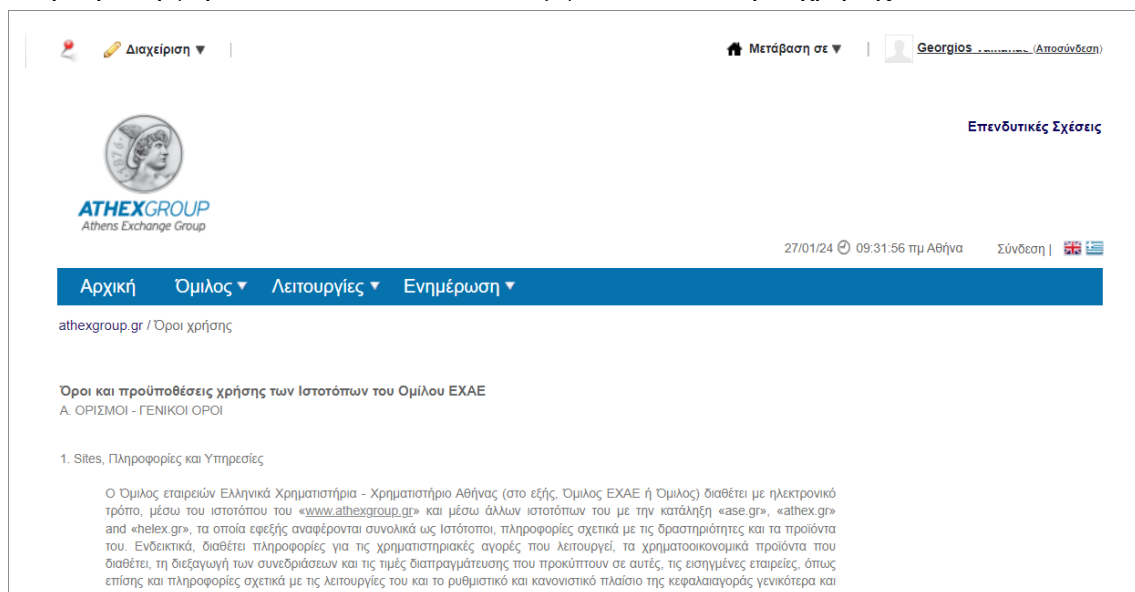 Διαχείριση ▼ |
Μετάβαση σε ▼ | Georgios (Αποσύνδεση)
Επενδυτικές Σχέσεις
1876
ATHEXGROUP
Athens Exchange Group
27/01/24 09:31:56 πμ Αθήνα Σύνδεση |
Αρχική Όμιλος ▼ Λειτουργίες ▼ Ενημέρωση ▼
athexgroup.gr / Όροι χρήσης
Όροι και προϋποθέσεις χρήσης των Ιστοτόπων του Ομίλου ΕΧΑΕ
Α. ΟΡΙΣΜΟΙ - ΓΕΝΙΚΟΙ ΟΡΟΙ
1. Sites, Πληροφορίες και Υπηρεσίες
Ο Όμιλος εταιρειών Ελληνικά Χρηματιστήρια - Χρηματιστήριο Αθήνας (στο εξής, Όμιλος ΕΧΑΕ ή Όμιλος) διαθέτει με ηλεκτρονικό
τρόπο, μέσω του ιστοτόπου του «www.athexgroup.gr» και μέσω άλλων ιστοτόπων του με την κατάληξη «ase.gr», «athex.gr»
and «helex.gr», τα οποία εφεξής αναφέρονται συνολικά ως Ιστότοποι, πληροφορίες σχετικά με τις δραστηριότητες και τα προϊόντα
του. Ενδεικτικά, διαθέτει πληροφορίες για τις χρηματιστηριακές αγορές που λειτουργεί, τα χρηματοοικονομικά προϊόντα που
διαθέτει, τη διεξαγωγή των συνεδριάσεων και τις τιμές διαπραγμάτευσης που προκύπτουν σε αυτές, τις εισηγμένες εταιρείες, όπως
επίσης και πληροφορίες σχετικά με τις λειτουργίες του και το ρυθμιστικό και κανονιστικό πλαίσιο της κεφαλαιαγοράς γενικότερα και